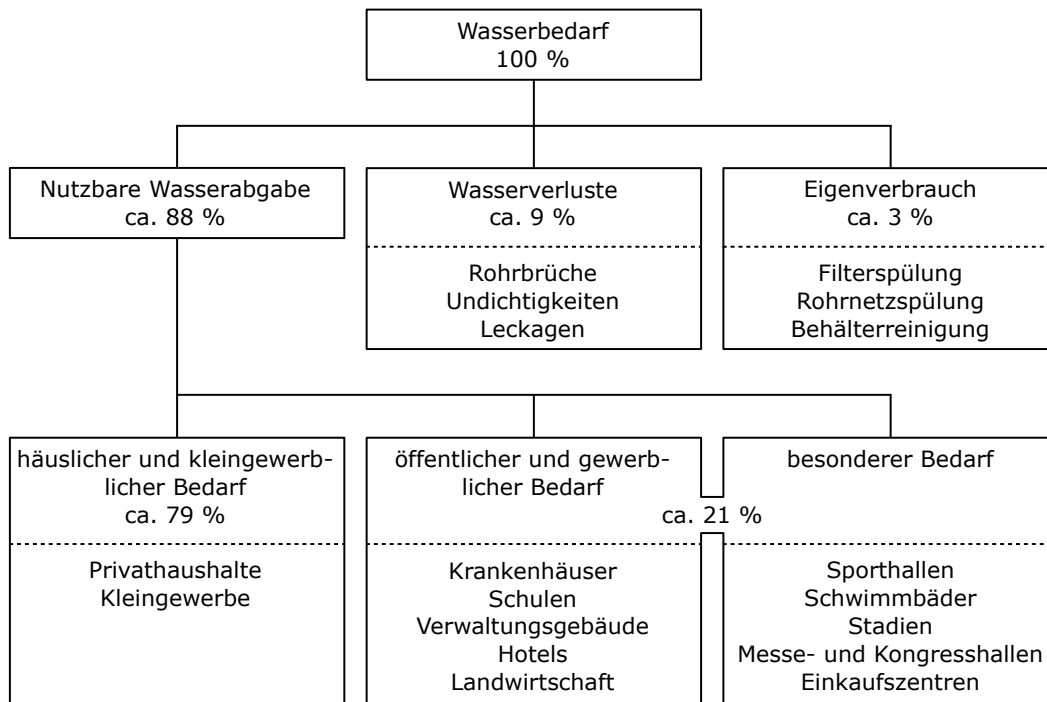 Wasserbedarf
100 %
Nutzbare Wasserabgabe
ca. 88 %
Wasserverluste
ca. 9 %
Rohrbrüche
Undichtigkeiten
Leckagen
Eigenverbrauch
ca. 3 %
Filterspülung
Rohrnetzspülung
Behälterreinigung
häuslicher und kleingewerb-
licher Bedarf
ca. 79 %
Privathaushalte
Kleingewerbe
öffentlicher und gewerb-
licher Bedarf
ca. 21 %
Krankenhäuser
Schulen
Verwaltungsgebäude
Hotels
Landwirtschaft
besonderer Bedarf
Sporthallen
Schwimmbäder
Stadien
Messe- und Kongresshallen
Einkaufszentren